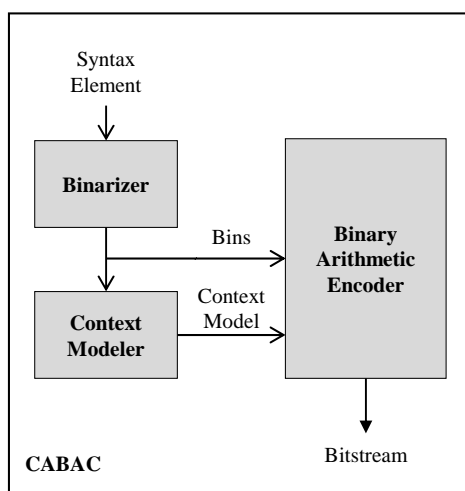 Syntax
Element
Binarizer
Bins
Binary
Arithmetic
Encoder
Context
Model
Context
Modeler
Bitstream
CABAC